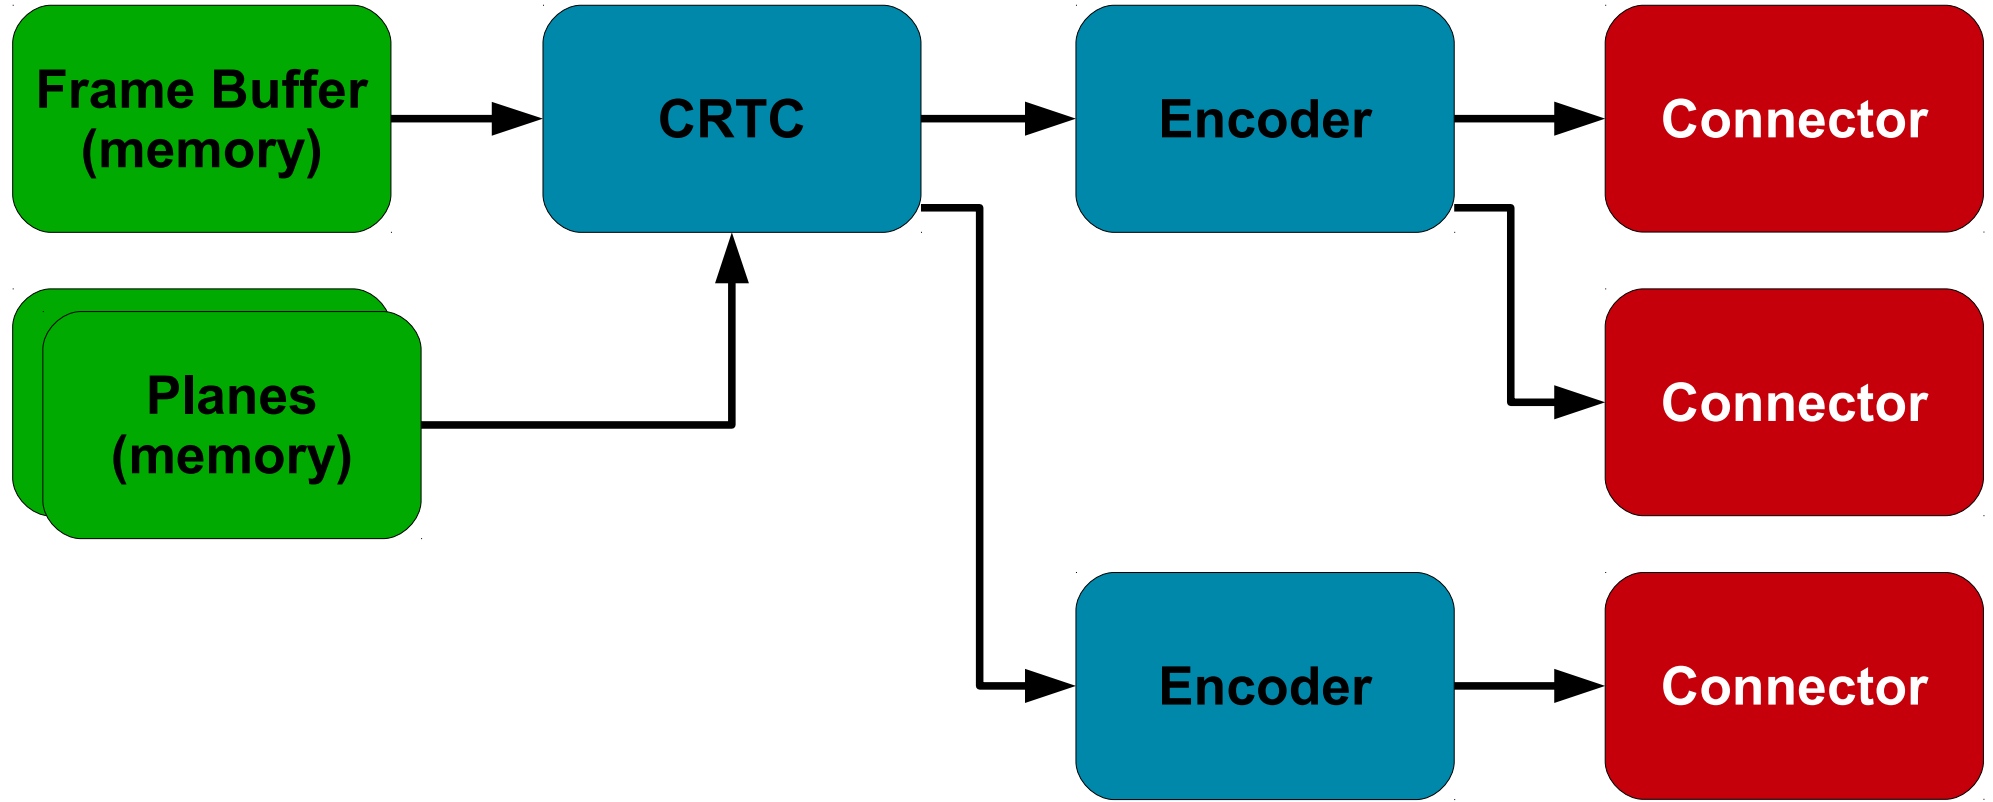 Frame Buffer
(memory)
CRTC
Encoder
Connector
Planes
(memory)
Connector
Encoder
Connector